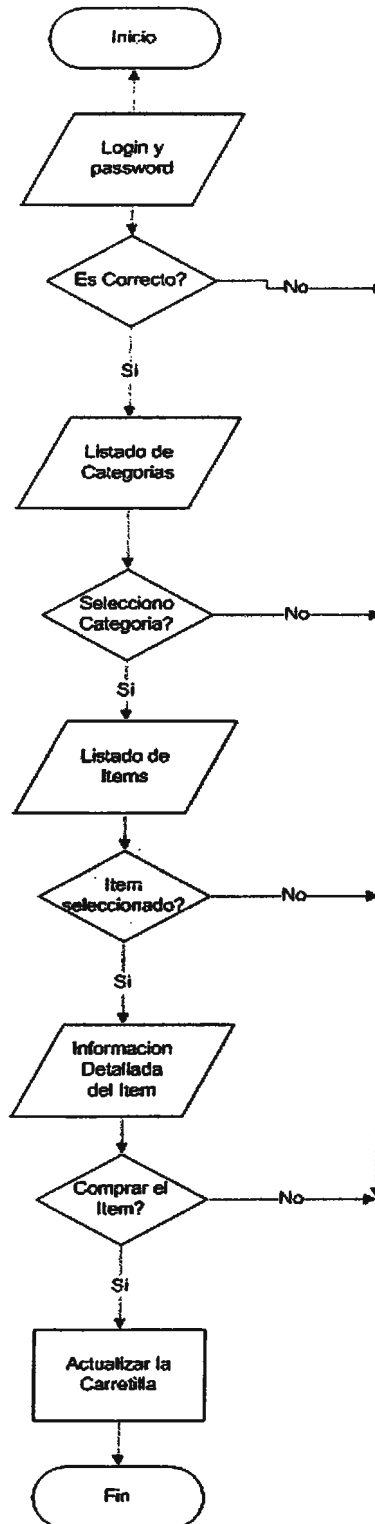 Inicio
Login y
password
Es Correcto?
No
Si
Listado de
Categorias
Selecciono
Categoria?
No
Si
Listado de
Items
Item
seleccionado?
No
Si
Informacion
Detallada
del Item
Comprar el
Item?
No
Si
Actualizar la
Carretilla
Fin